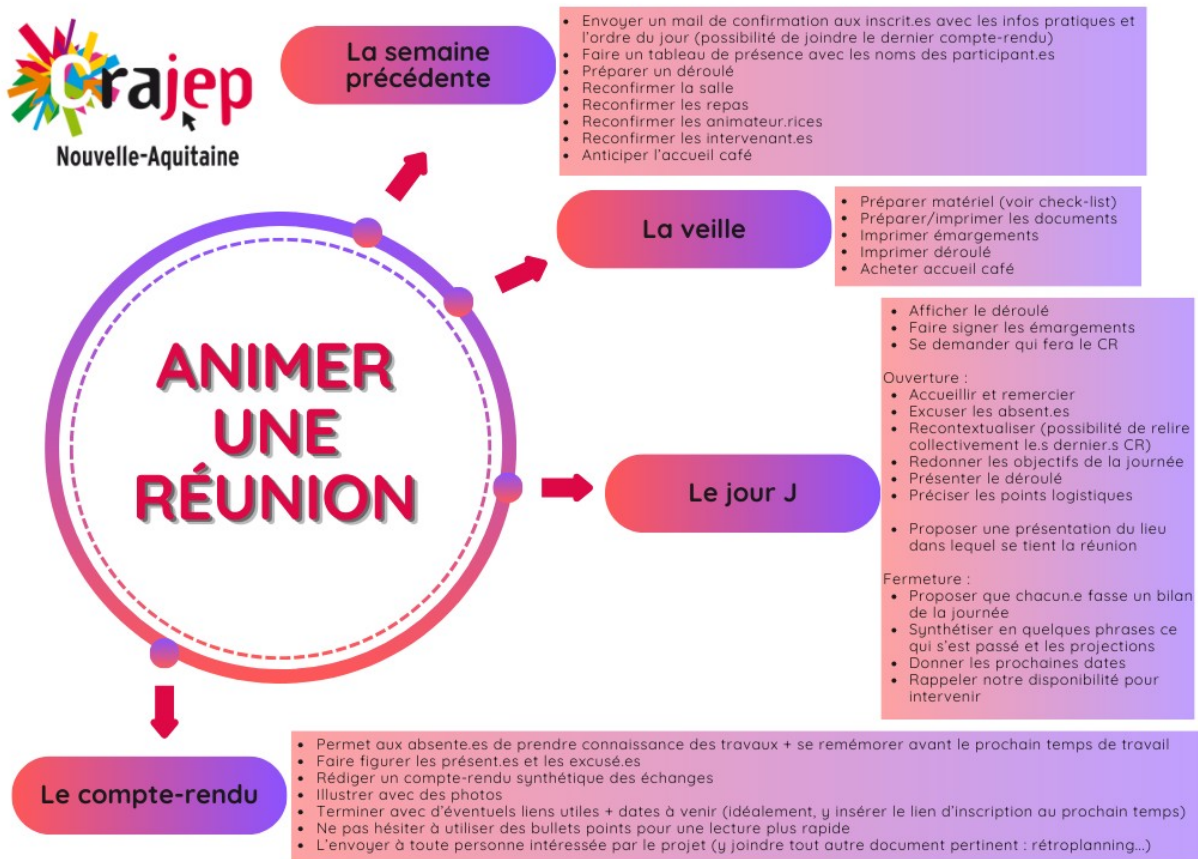 crajep
Nouvelle-Aquitaine
La semaine
précédente
• Envoyer un mail de confirmation aux inscrit.es avec les infos pratiques et
l'ordre du jour (possibilité de joindre le dernier compte-rendu)
• Faire un tableau de présence avec les noms des participant.es
• Préparer un déroulé
• Reconfirmer la salle
• Reconfirmer les repas
• Reconfirmer les animateur.rices
• Reconfirmer les intervenant.es
• Anticiper l'accueil café
La veille
• Préparer matériel (voir check-list)
• Préparer/imprimer les documents
• Imprimer émargements
• Imprimer déroulé
• Acheter accueil café
ANIMER
UNE
RÉUNION
Le jour J
• Afficher le déroulé
• Faire signer les émargements
• Se demander qui fera le CR
Ouverture :
• Accueillir et remercier
• Excuser les absent.es
• Recontextualiser (possibilité de relire
collectivement le.s dernier.s CR)
• Redonner les objectifs de la journée
• Présenter le déroulé
• Préciser les points logistiques
• Proposer une présentation du lieu
dans lequel se tient la réunion
Fermeture :
• Proposer que chacun.e fasse un bilan
de la journée
• Synthétiser en quelques phrases ce
qui s'est passé et les projections
• Donner les prochaines dates
• Rappeler notre disponibilité pour
intervenir
Le compte-rendu
• Permet aux absente.es de prendre connaissance des travaux + se remémorer avant le prochain temps de travail
• Faire figurer les présent.es et les excusé.es
• Rédiger un compte-rendu synthétique des échanges
• Illustrer avec des photos
• Terminer avec d'éventuels liens utiles + dates à venir (idéalement, y insérer le lien d'inscription au prochain temps)
• Ne pas hésiter à utiliser des bullets points pour une lecture plus rapide
• L'envoyer à toute personne intéressée par le projet (y joindre tout autre document pertinent : rétroplanning...)